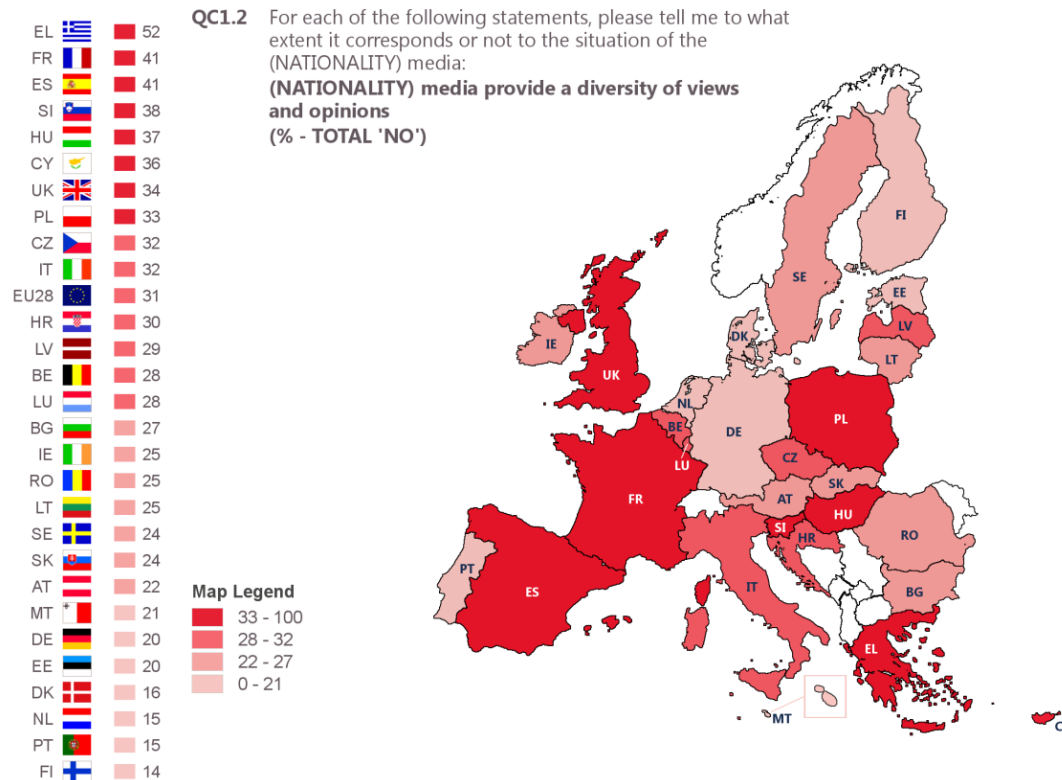 QC1.2 For each of the following statements, please tell me to what
extent it corresponds or not to the situation of the
(NATIONALITY) media:
(NATIONALITY) media provide a diversity of views
and opinions
(% - TOTAL 'NO')
EL 52
FR 41
ES 41
SI 38
HU 37
CY 36
UK 34
PL 33
CZ 32
IT 32
EU28 31
HR 30
LV 29
BE 28
LU 28
BG 27
IE 25
RO 25
LT 25
SE 24
SK 24
AT 22
MT 21
DE 20
EE 20
DK 16
NL 15
PT 15
FI 14
Map Legend
33 - 100
28 - 32
22 - 27
0 - 21
FI
SE
EE
LV
DK
LT
IE
UK
NL
PL
BE
DE
LU
CZ
SK
FR
AT
HU
SI
HR
RO
PT
ES
IT
BG
EL
MT
C